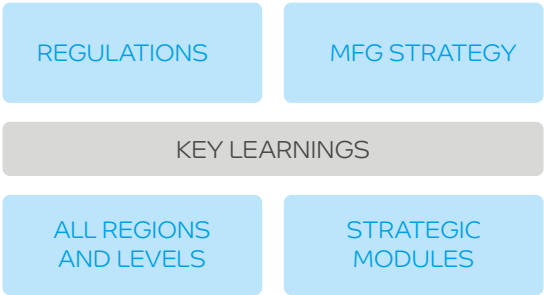 REGULATIONS
MFG STRATEGY
KEY LEARNINGS
ALL REGIONS
AND LEVELS
STRATEGIC
MODULES